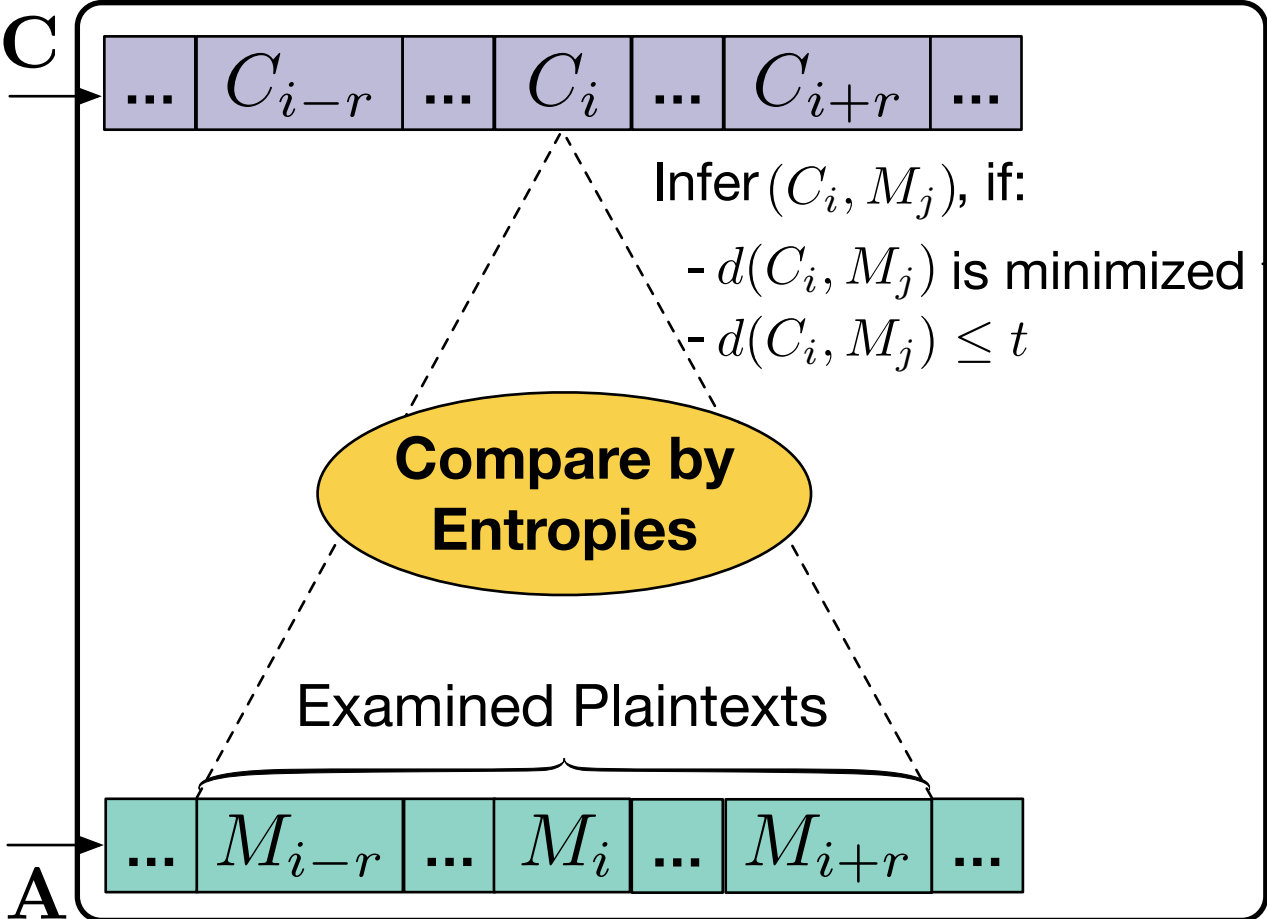 C
... C_{i−r} ... C_i ... C_{i+r} ...
Infer (C_i, M_j), if:
- d(C_i, M_j) is minimized
- d(C_i, M_j) ≤ t
Compare by
Entropies
Examined Plaintexts
... M_{i−r} ... M_i ... M_{i+r} ...
A